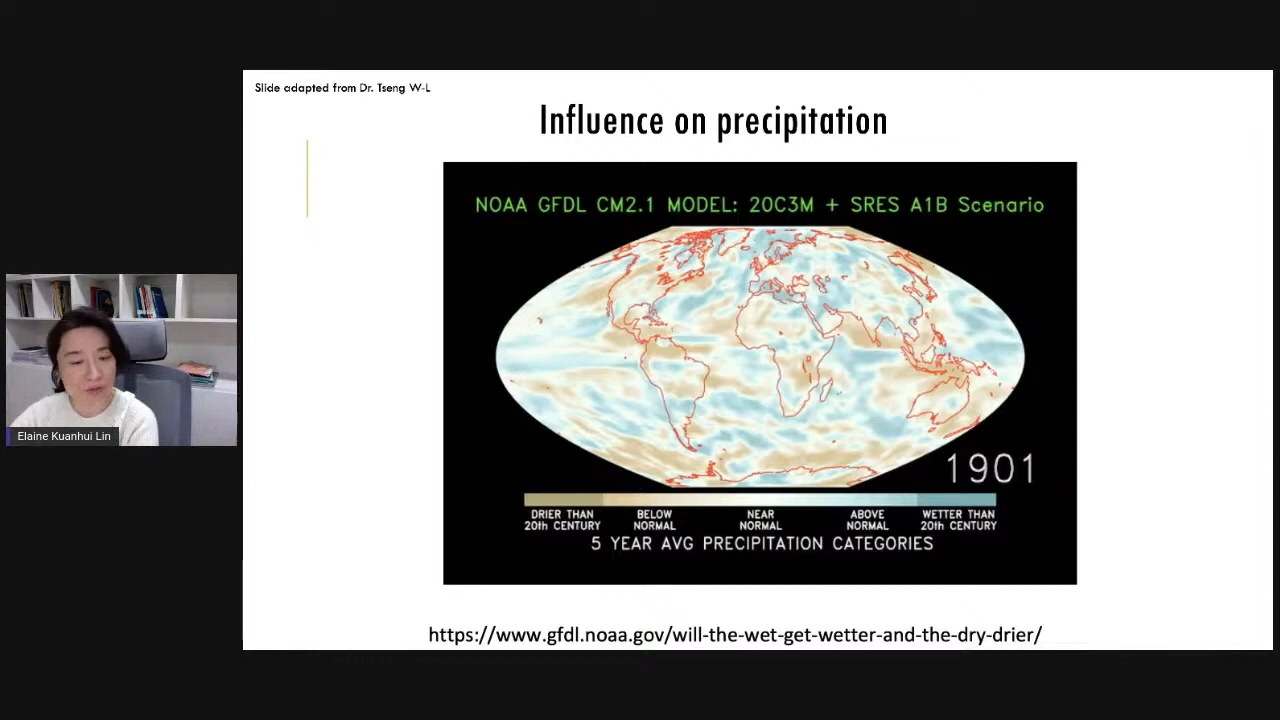 Slide adapted from Dr. Tseng W-L
Influence on precipitation
NOAA GFDL CM2.1 MODEL: 20C3M + SRES A1B Scenario
1901
DRIER THAN
20th CENTURY
BELOW
NORMAL
NEAR
NORMAL
ABOVE
NORMAL
WETTER THAN
20th CENTURY
5 YEAR AVG PRECIPITATION CATEGORIES
https://www.gfdl.noaa.gov/will-the-wet-get-wetter-and-the-dry-drier/
Elaine Kuanhui Lin